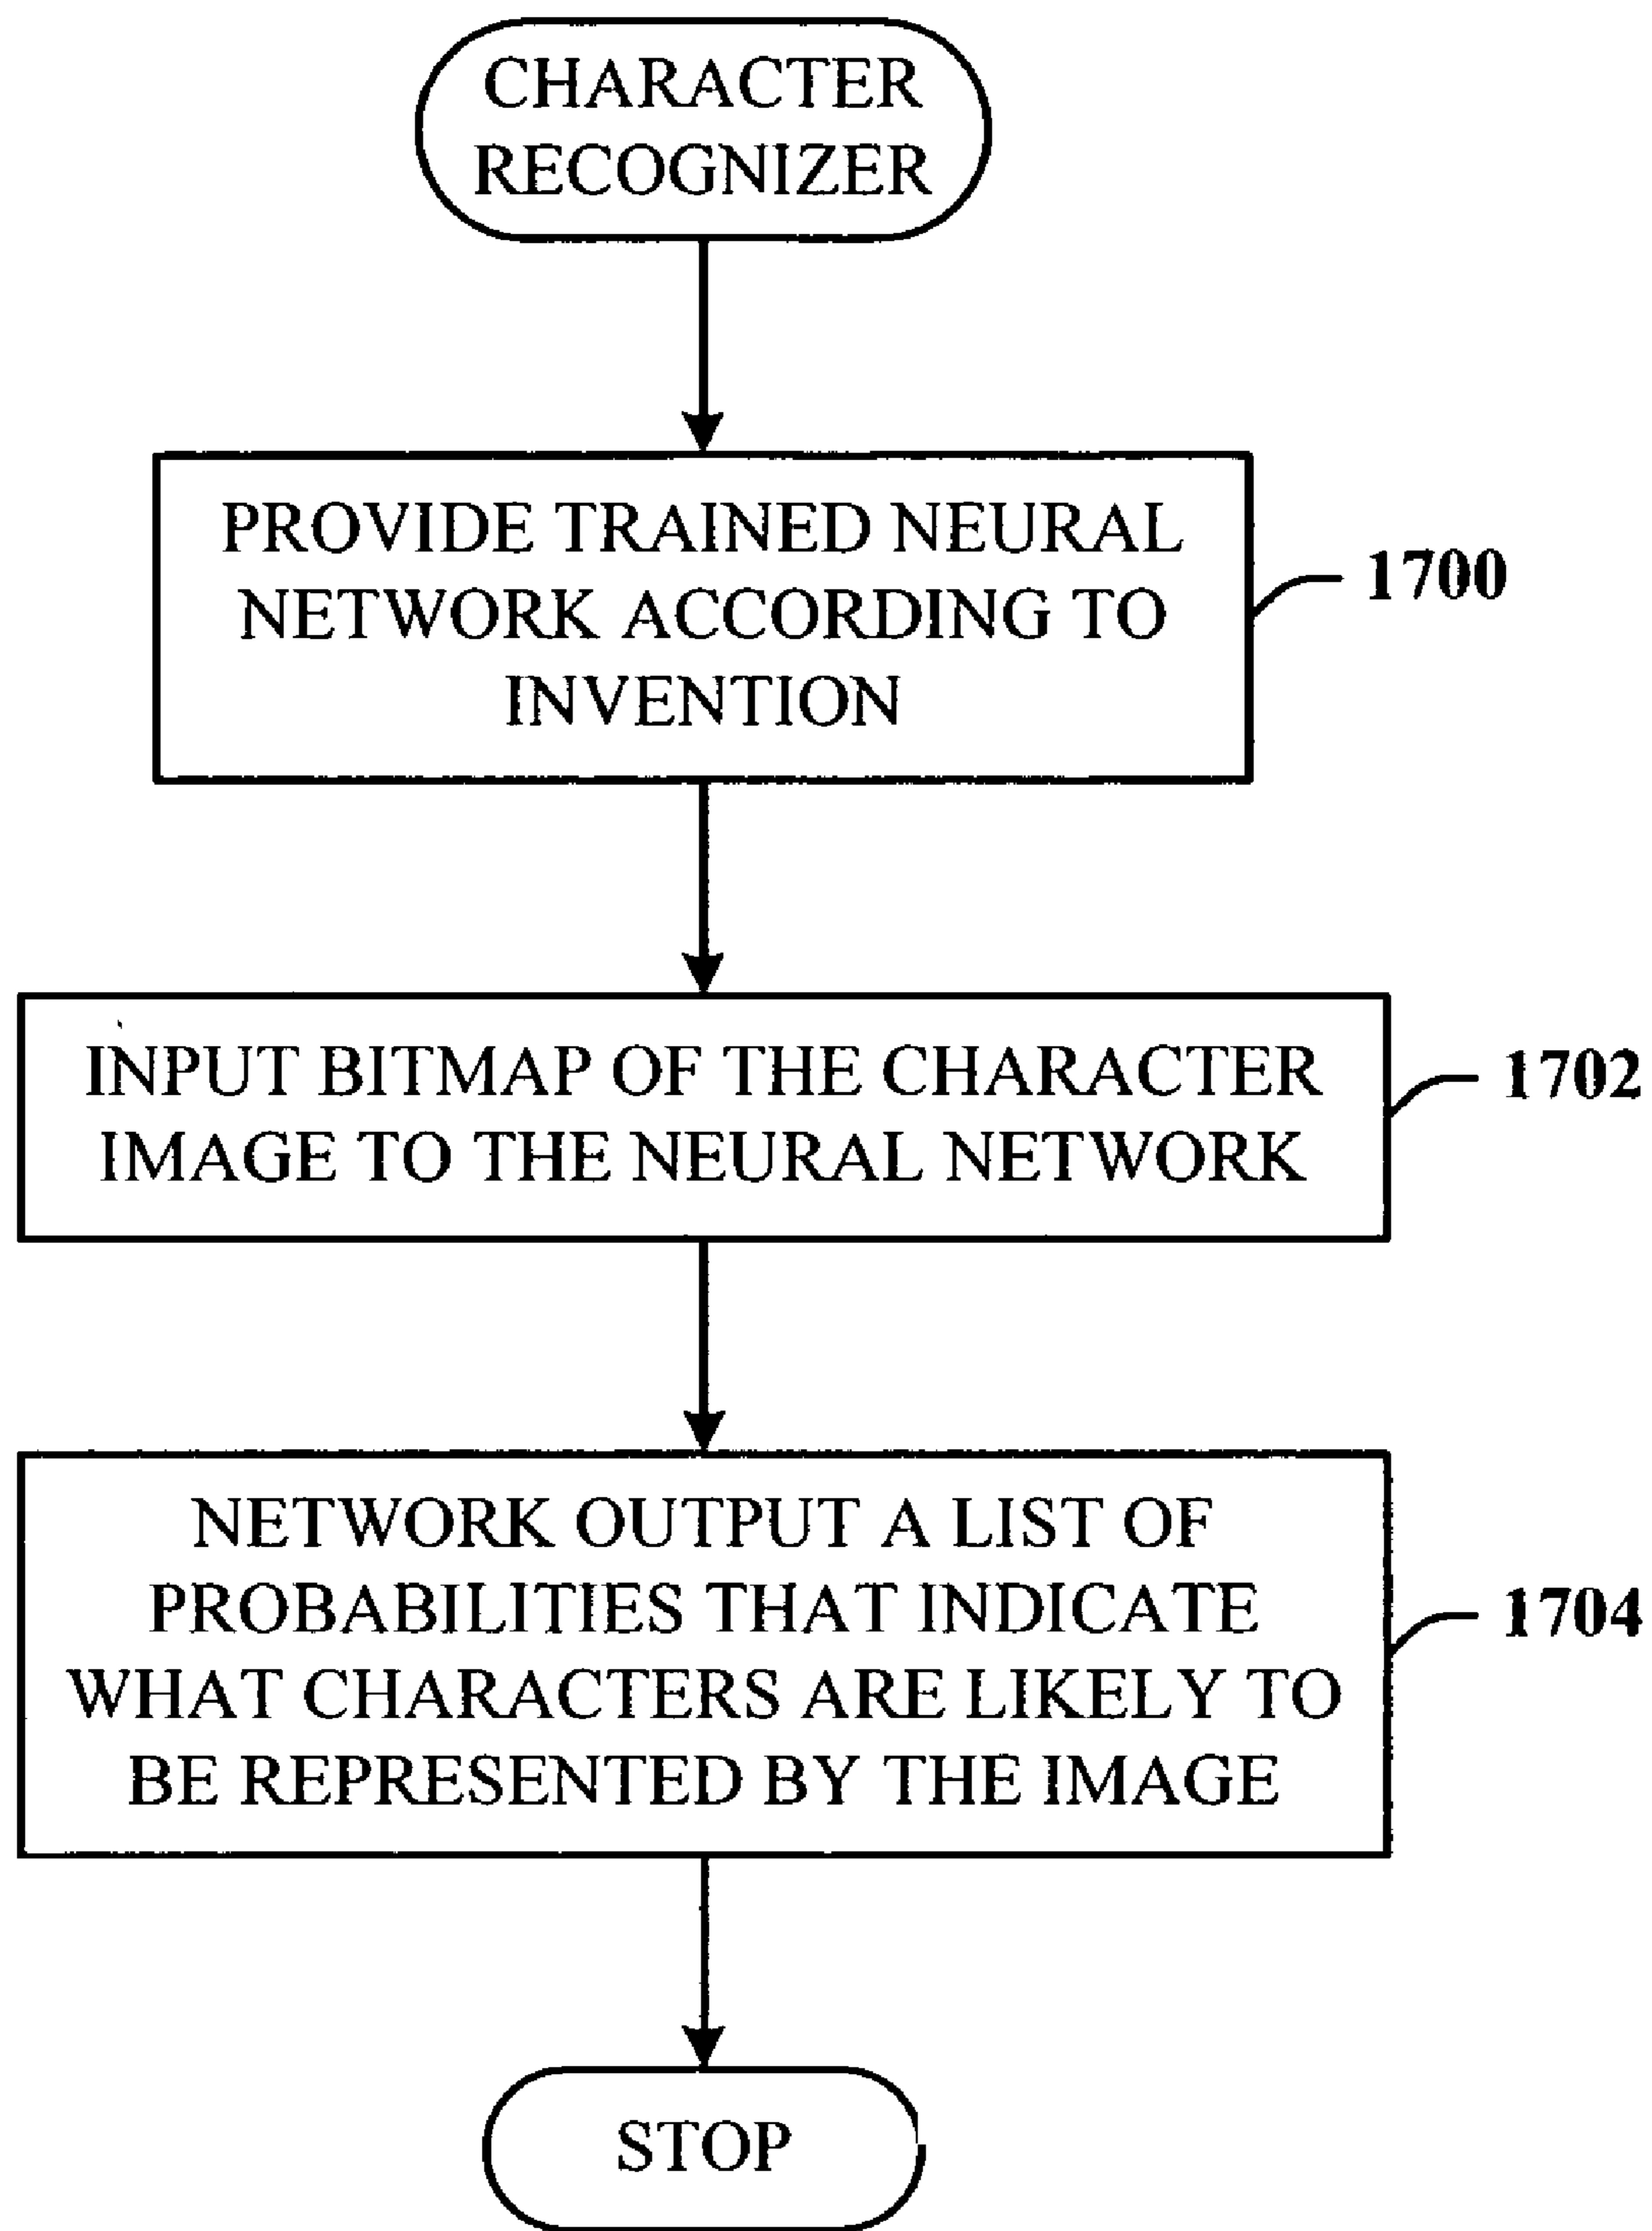 CHARACTER
RECOGNIZER
PROVIDE TRAINED NEURAL
NETWORK ACCORDING TO
INVENTION
1700
INPUT BITMAP OF THE CHARACTER
IMAGE TO THE NEURAL NETWORK
1702
NETWORK OUTPUT A LIST OF
PROBABILITIES THAT INDICATE
WHAT CHARACTERS ARE LIKELY TO
BE REPRESENTED BY THE IMAGE
1704
STOP